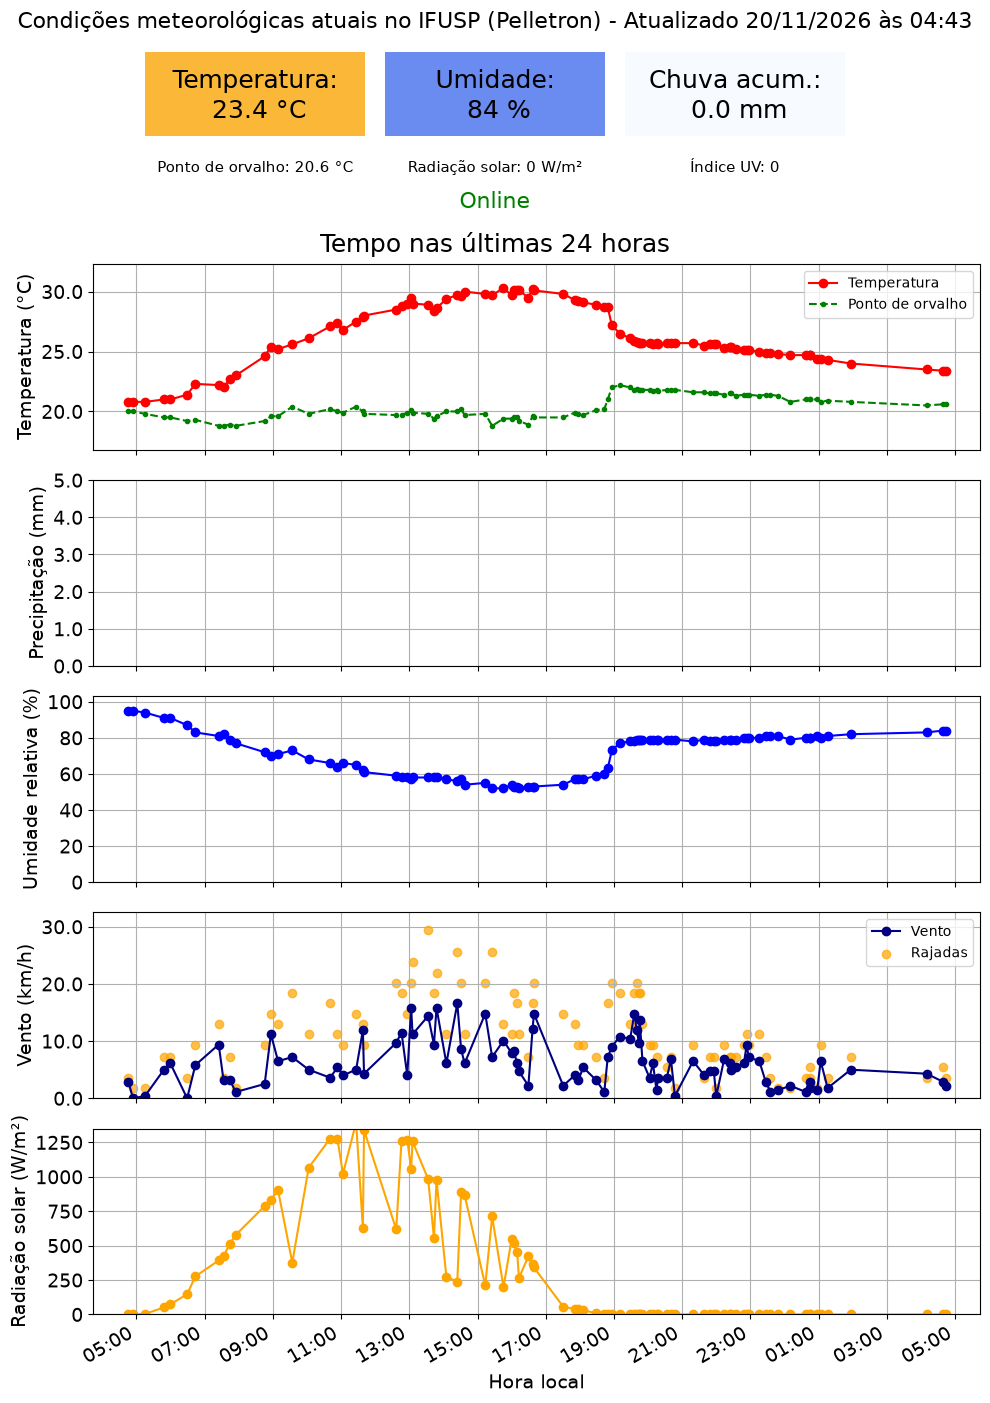 Condições meteorológicas atuais no IFUSP (Pelletron) - Atualizado 20/11/2026 às 04:43
Temperatura:
23.4 °C
Umidade:
84 %
Chuva acum.:
0.0 mm
Ponto de orvalho: 20.6 °C
Radiação solar: 0 W/m²
Índice UV: 0
Online
Tempo nas últimas 24 horas
Temperatura (°C)
30.0
25.0
20.0
Temperatura
Ponto de orvalho
Precipitação (mm)
5.0
4.0
3.0
2.0
1.0
0.0
Umidade relativa (%)
100
80
60
40
20
0
Vento (km/h)
30.0
20.0
10.0
0.0
Vento
Rajadas
Radiação solar (W/m²)
1250
1000
750
500
250
0
05:00
07:00
09:00
11:00
13:00
15:00
17:00
19:00
21:00
23:00
01:00
03:00
05:00
Hora local